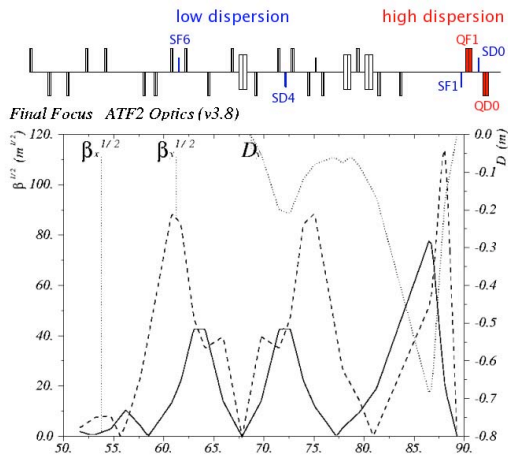 low dispersion
high dispersion
SF6
QF1
SD0
SD4
SF1
QD0
Final Focus ATF2 Optics (v3.8)
120.
100.
80.
60.
40.
20.
0.0
β 1/2 (m 1/2)
βx 1/2
βy 1/2
D
0.0
-0.1
-0.2
-0.3
-0.4
-0.5
-0.6
-0.7
-0.8
D (m)
50.
55.
60.
65.
70.
75.
80.
85.
90.